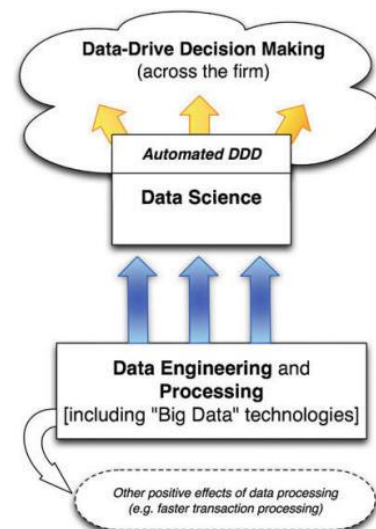 Data-Drive Decision Making
(across the firm)
Automated DDD
Data Science
Data Engineering and
Processing
[including "Big Data" technologies]
Other positive effects of data processing
(e.g. faster transaction processing)